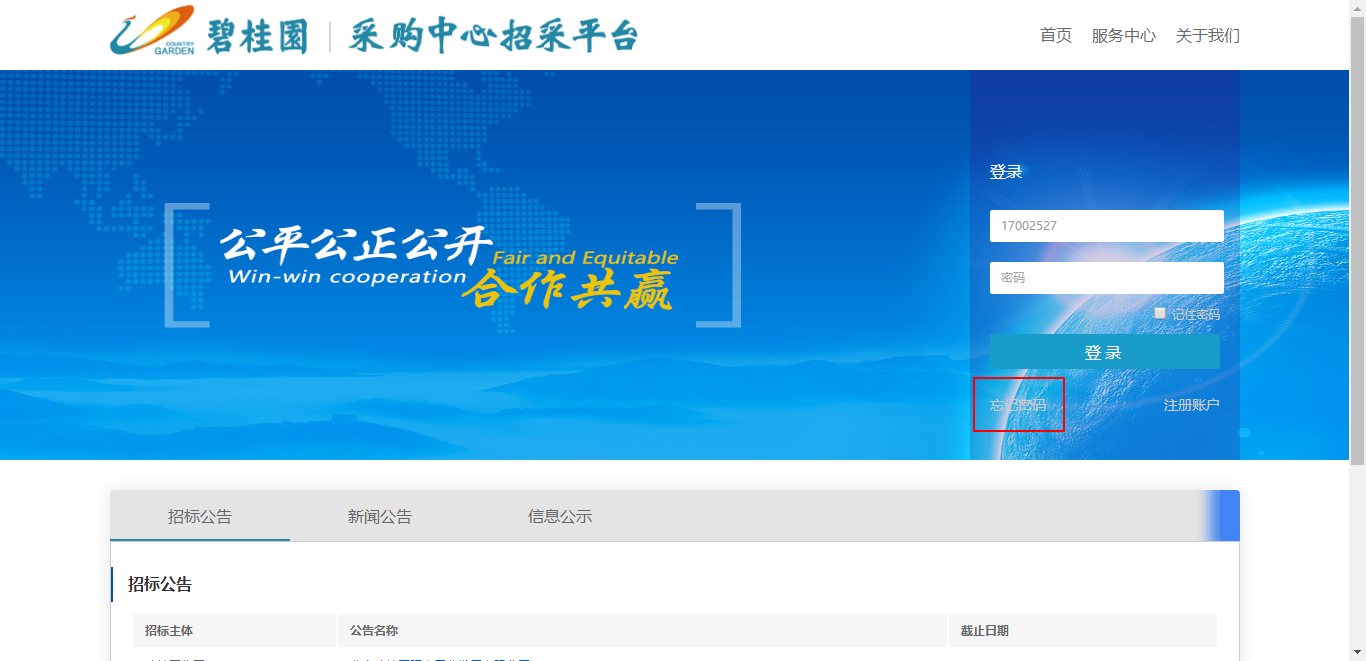 COUNTRY GARDEN 碧桂園 | 采购中心招采平台
首页 服务中心 关于我们
登录
17002527
密码
记住密码
登录
忘记密码 注册账户
公平公正公开 Fair and Equitable
Win-win cooperation 合作共赢
招标公告 新闻公告 信息公示
招标公告
招标主体 公告名称 截止日期